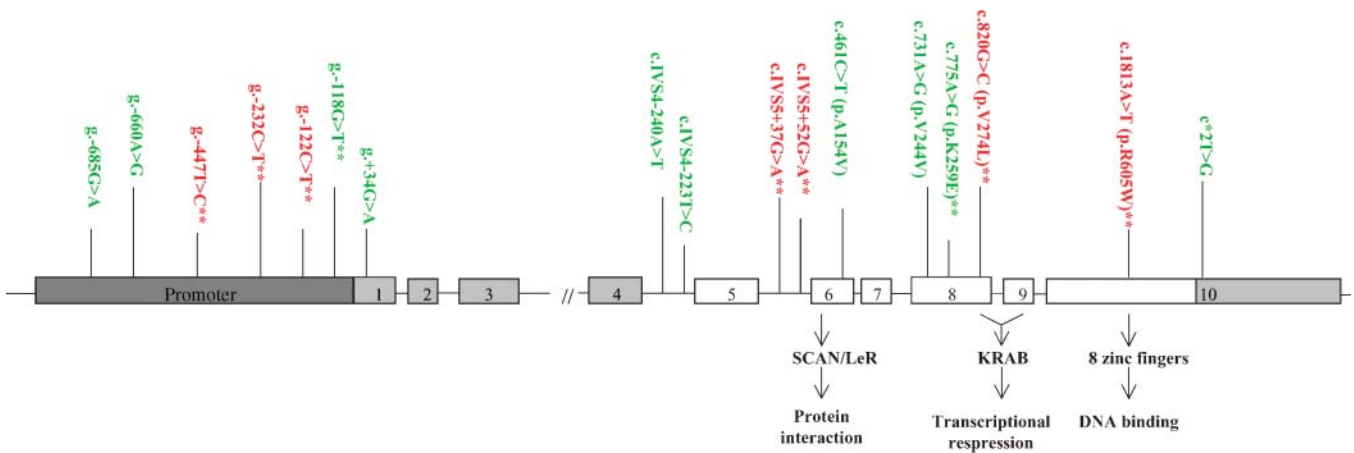 g.-685G>A
g.-660A>G
g.-447T>C**
g.-232C>T**
g.-122C>T**
g.-118G>T**
g.+34G>A
c.IVS4-240A>T
c.IVS4-223T>C
c.IVS5+37G>A**
c.IVS5+52G>A**
c.461C>T (p.A154V)
c.731A>G (p.V244V)
c.775A>G (p.K259E)**
c.820G>C (p.V274L)**
c.1813A>T (p.R605W)**
c*2T>G
Promoter
1
2
3
//
4
5
6
7
8
9
10
SCAN/LeR
KRAB
8 zinc fingers
Protein
interaction
Transcriptional
respression
DNA binding